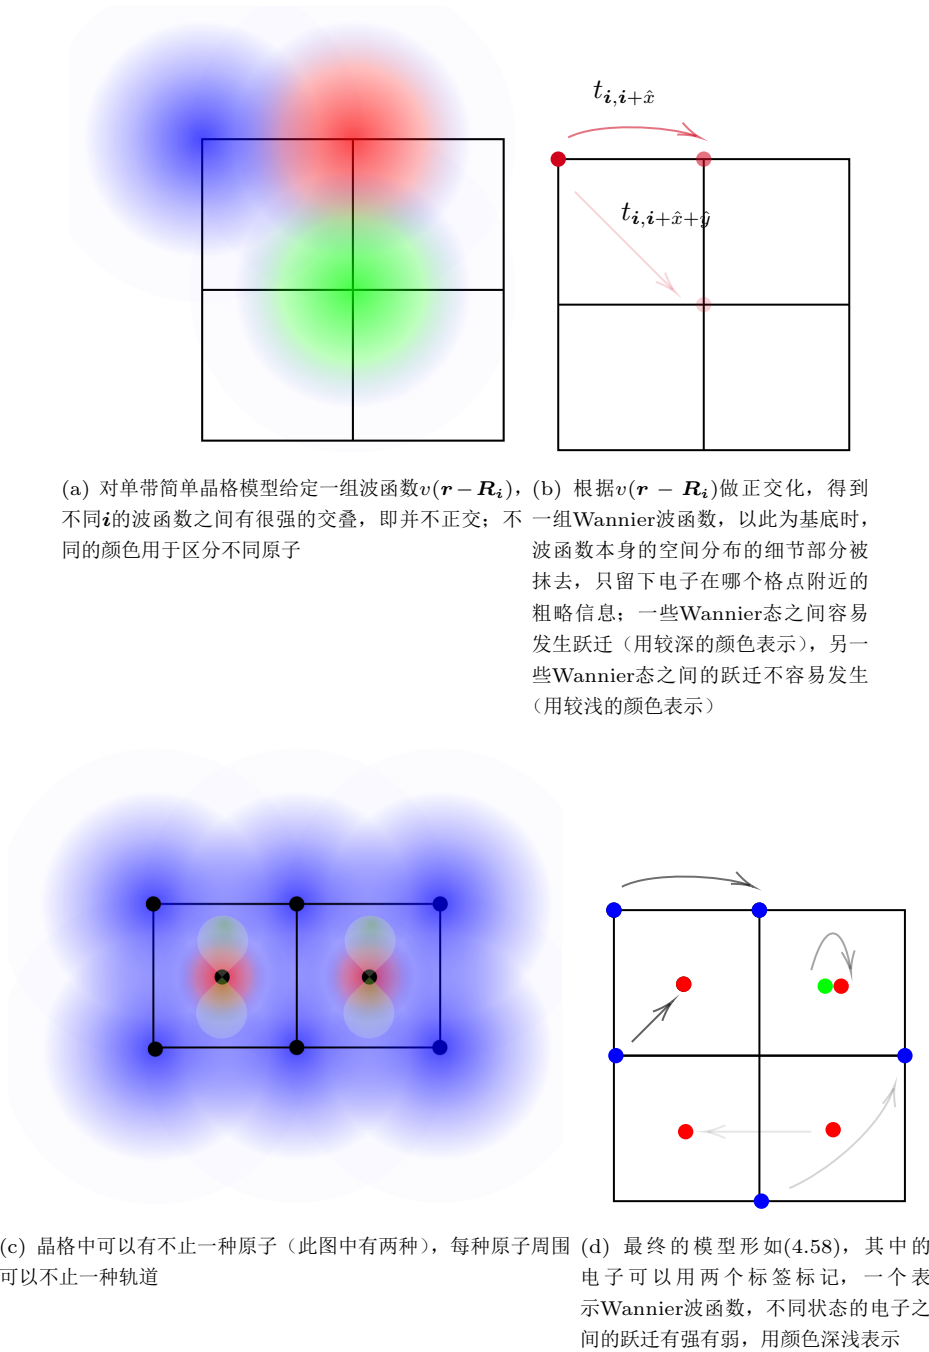 t_{i,i+x̂}
t_{i,i+x̂+ŷ}
(a) 对单带简单晶格模型给定一组波函数v(r − R_i),
不同i的波函数之间有很强的交叠，即并不正交；不
同的颜色用于区分不同原子
(b) 根据v(r − R_i)做正交化，得到
一组Wannier波函数，以此为基底时，
波函数本身的空间分布的细节部分被
抹去，只留下电子在哪个格点附近的
粗略信息；一些Wannier态之间容易
发生跃迁（用较深的颜色表示），另一
些Wannier态之间的跃迁不容易发生
（用较浅的颜色表示）
(c) 晶格中可以有不止一种原子（此图中有两种），每种原子周围
可以不止一种轨道
(d) 最终的模型形如(4.58)，其中的
电子可以用两个标签标记，一个表
示Wannier波函数，不同状态的电子之
间的跃迁有强有弱，用颜色深浅表示